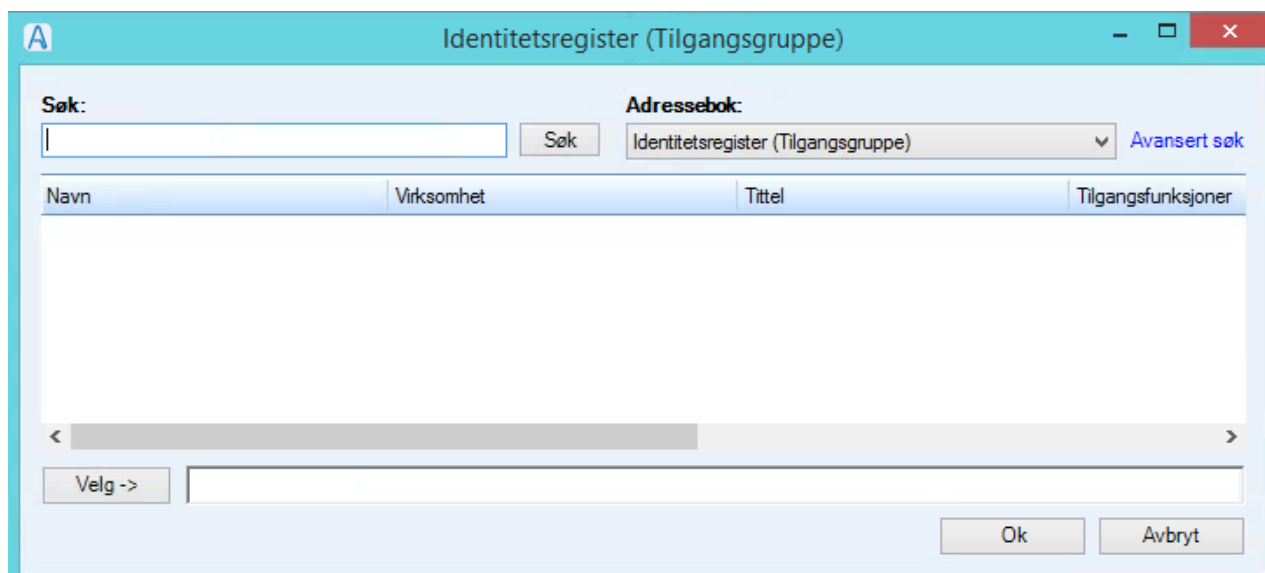 Identitetsregister (Tilgangsgruppe)
Søk: Adressebok:
Søk Identitetsregister (Tilgangsgruppe) Avansert søk
Navn Virksomhet Tittel Tilgangsfunksjoner
Velg ->
Ok Avbryt